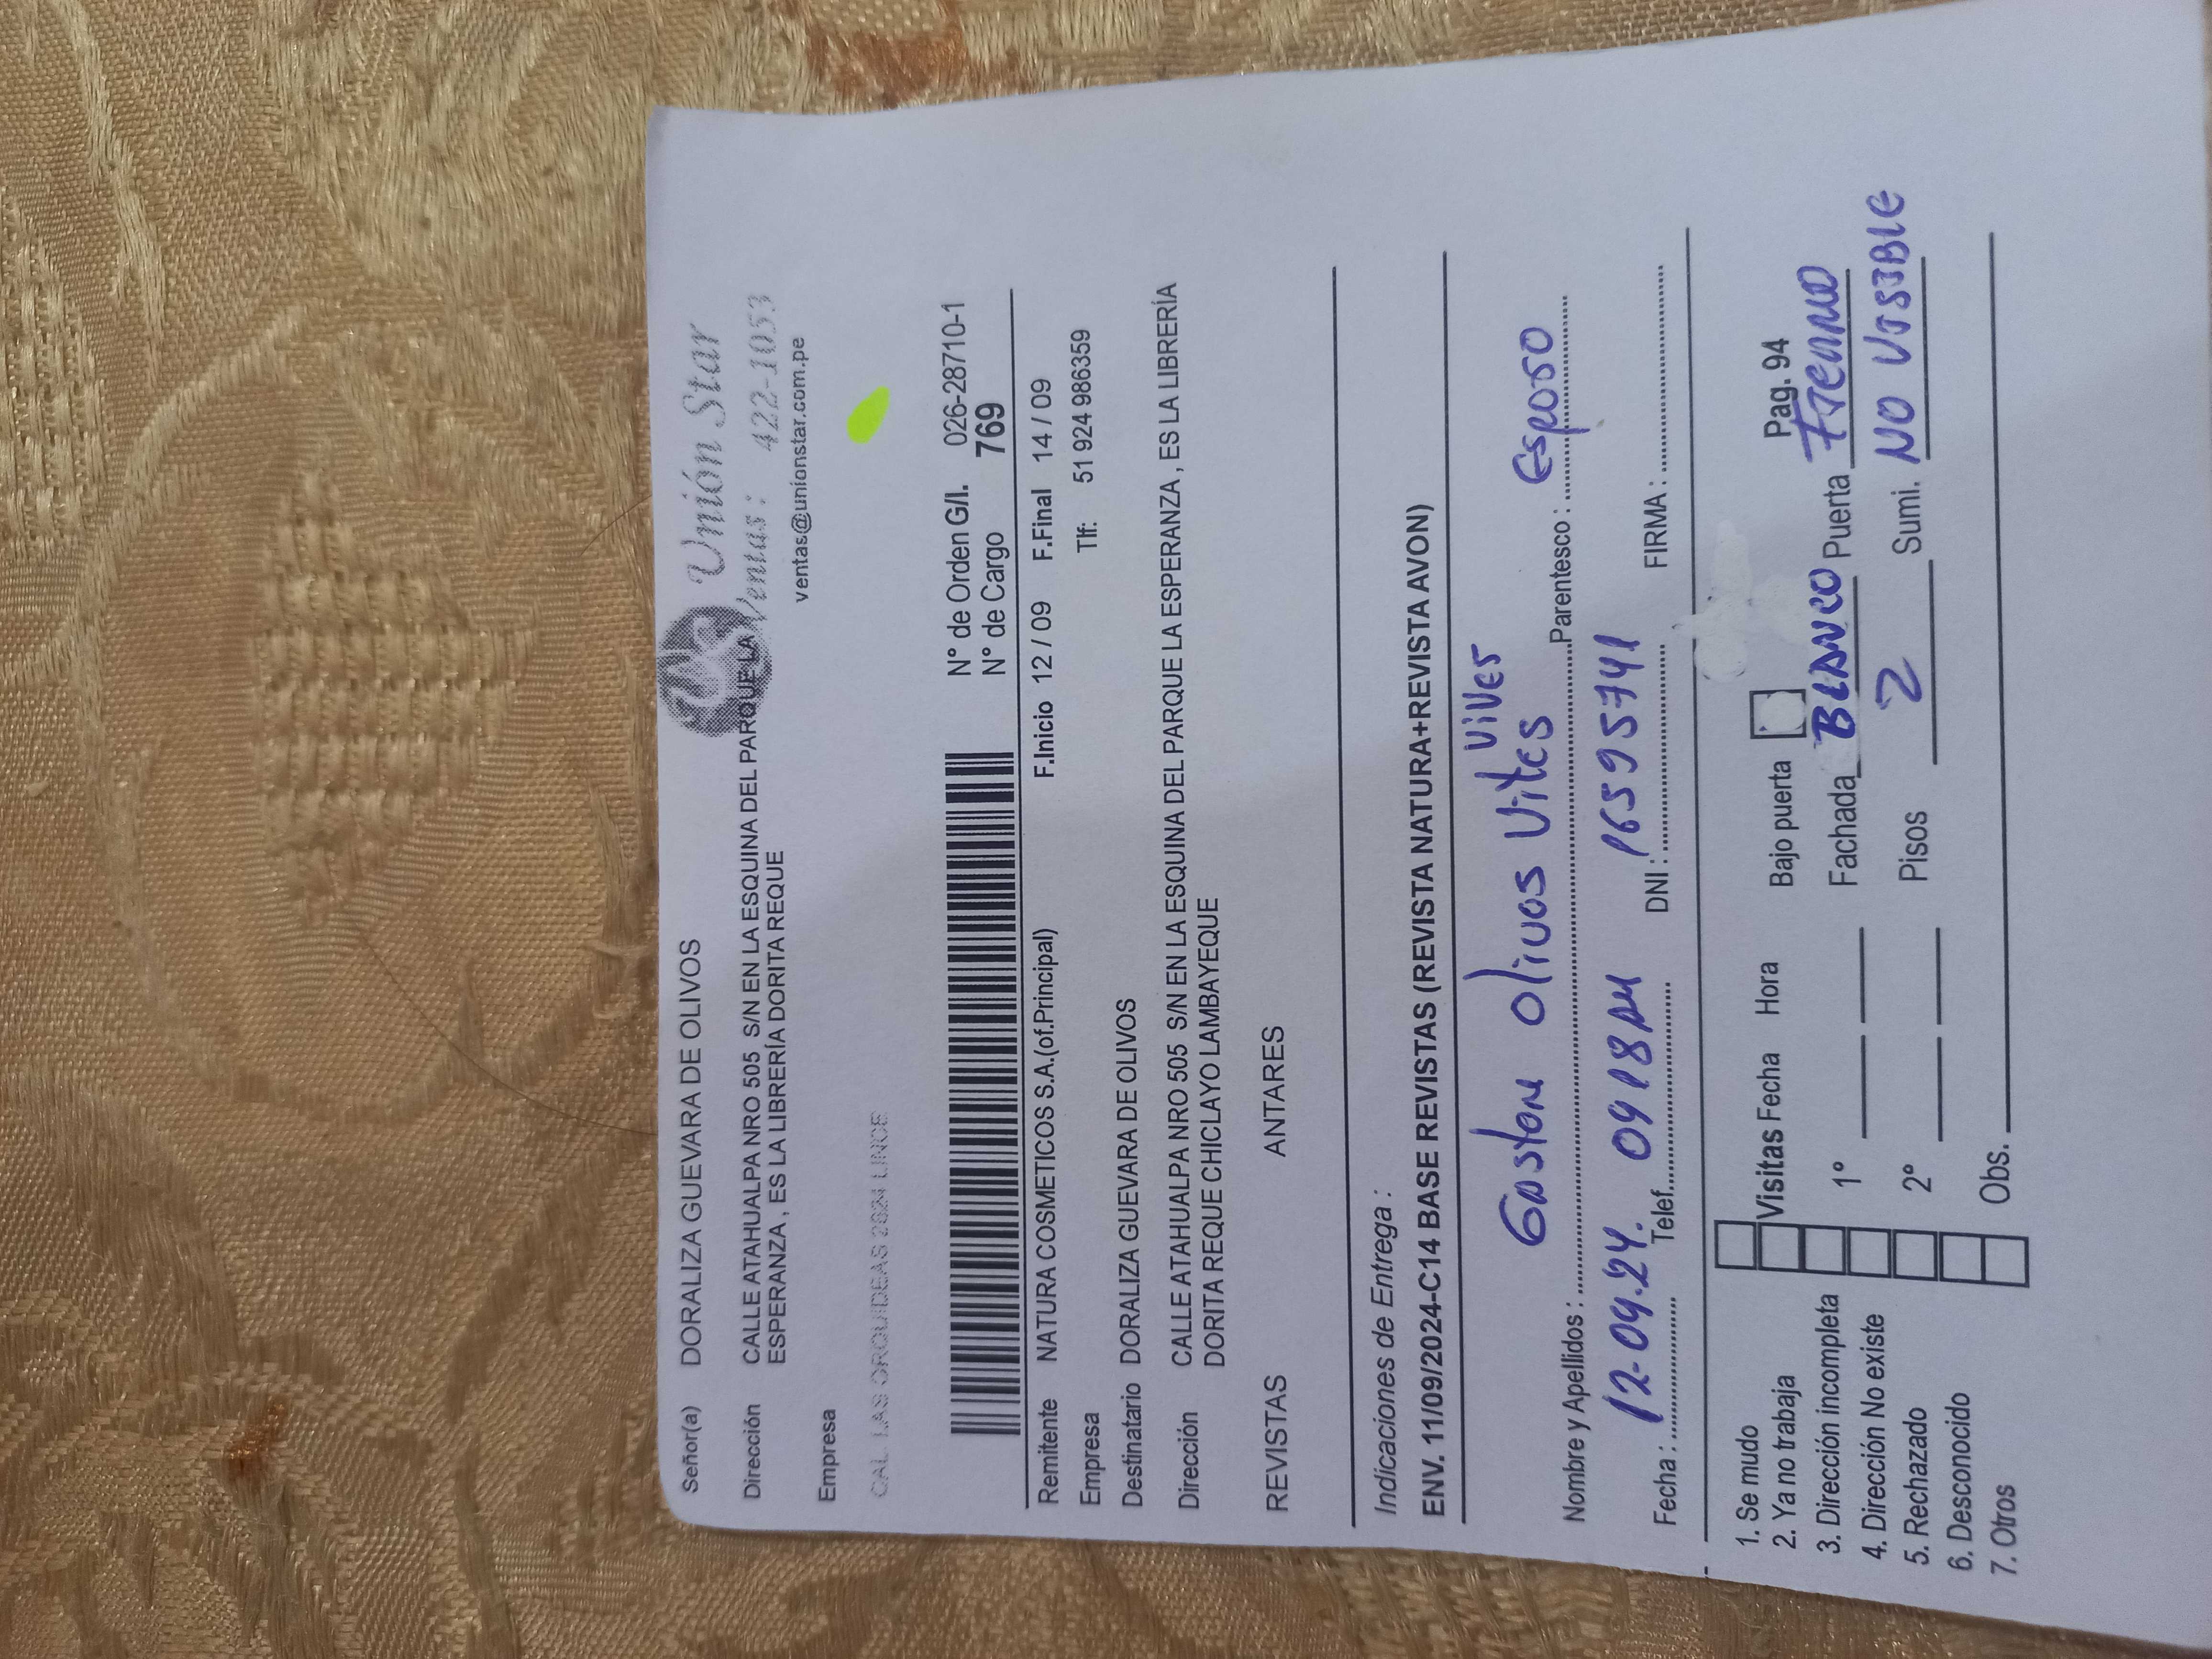 Señor(a) DORALIZA GUEVARA DE OLIVOS
Unión Star
Ventas: 422-1053
ventas@unionstar.com.pe
Dirección CALLE ATAHUALPA NRO 505 S/N EN LA ESQUINA DEL PARQUE LA
ESPERANZA , ES LA LIBRERÍA DORITA REQUE
Empresa
CAL. LAS ORQUIDEAS 2624 LINCE
N° de Orden G/I. 026-28710-1
N° de Cargo 769
Remitente NATURA COSMETICOS S.A.(of.Principal) F.Inicio 12 / 09 F.Final 14 / 09
Empresa Tlf: 51 924 986359
Destinatario DORALIZA GUEVARA DE OLIVOS
Dirección CALLE ATAHUALPA NRO 505 S/N EN LA ESQUINA DEL PARQUE LA ESPERANZA , ES LA LIBRERÍA
DORITA REQUE CHICLAYO LAMBAYEQUE
REVISTAS ANTARES
Indicaciones de Entrega :
ENV. 11/09/2024-C14 BASE REVISTAS (REVISTA NATURA+REVISTA AVON)
Vives
Nombre y Apellidos : Gaston Olivos Vites Parentesco : Esposo
Fecha : 12-09.24. Telef. 0918AM DNI : 16595741 FIRMA :
1. Se mudo
2. Ya no trabaja Visitas Fecha Hora Bajo puerta Pag. 94
3. Dirección incompleta 1° Fachada BLANCO Puerta Fierro
4. Dirección No existe
5. Rechazado 2° Pisos 2 Sumi. NO VISIBLE
6. Desconocido
7. Otros Obs.